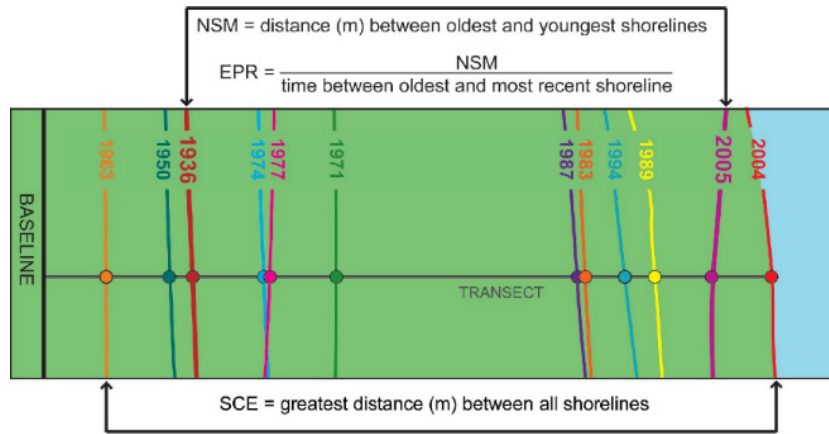 NSM = distance (m) between oldest and youngest shorelines
EPR = NSM
time between oldest and most recent shoreline
BASELINE
1963
1950
1936
1974
1977
1971
1987
1983
1994
1989
2005
2004
TRANSECT
SCE = greatest distance (m) between all shorelines